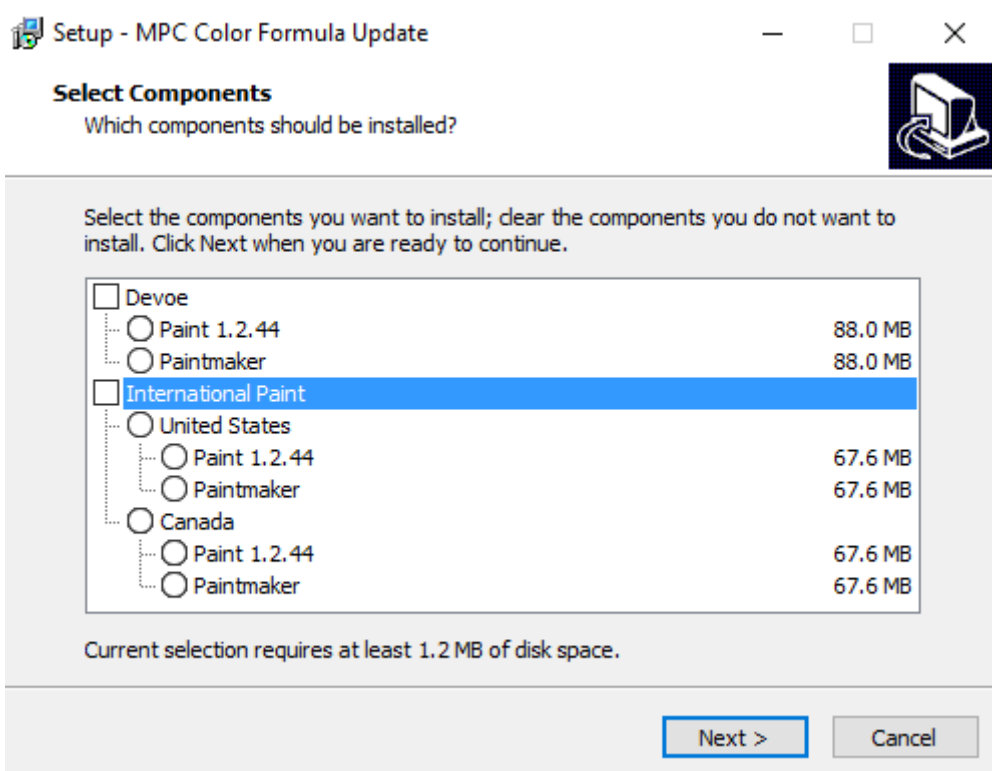 Setup - MPC Color Formula Update
Select Components
Which components should be installed?
Select the components you want to install; clear the components you do not want to
install. Click Next when you are ready to continue.
Devoe
Paint 1.2.44 88.0 MB
Paintmaker 88.0 MB
International Paint
United States
Paint 1.2.44 67.6 MB
Paintmaker 67.6 MB
Canada
Paint 1.2.44 67.6 MB
Paintmaker 67.6 MB
Current selection requires at least 1.2 MB of disk space.
Next > Cancel